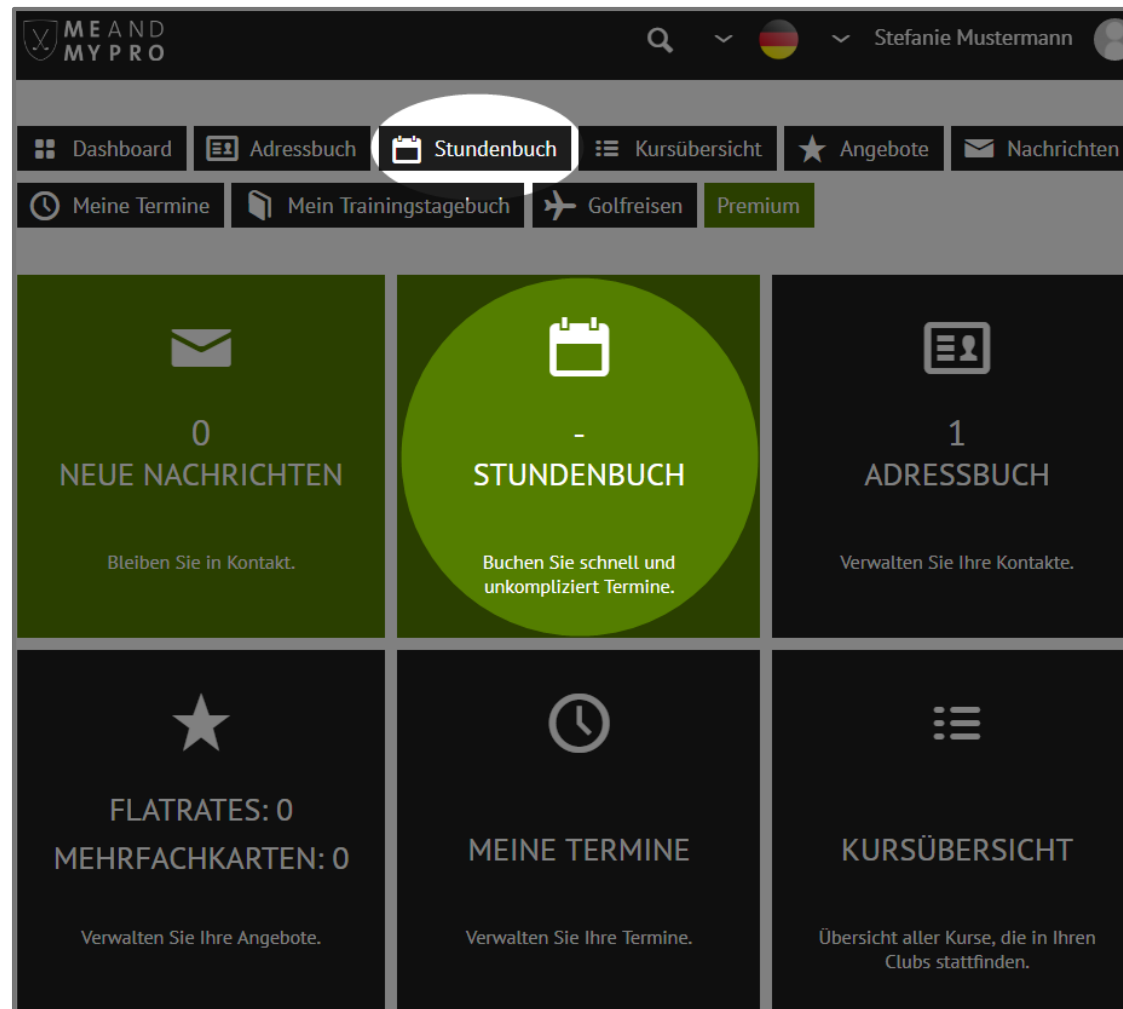 ME AND
MY PRO
Stefanie Mustermann
Dashboard
Adressbuch
Stundenbuch
Kursübersicht
Angebote
Nachrichten
Meine Termine
Mein Trainingstagebuch
Golfreisen
Premium
0
NEUE NACHRICHTEN
Bleiben Sie in Kontakt.
-
STUNDENBUCH
Buchen Sie schnell und
unkompliziert Termine.
1
ADRESSBUCH
Verwalten Sie Ihre Kontakte.
FLATRATES: 0
MEHRFACHKARTEN: 0
Verwalten Sie Ihre Angebote.
MEINE TERMINE
Verwalten Sie Ihre Termine.
KURSÜBERSICHT
Übersicht aller Kurse, die in Ihren
Clubs stattfinden.